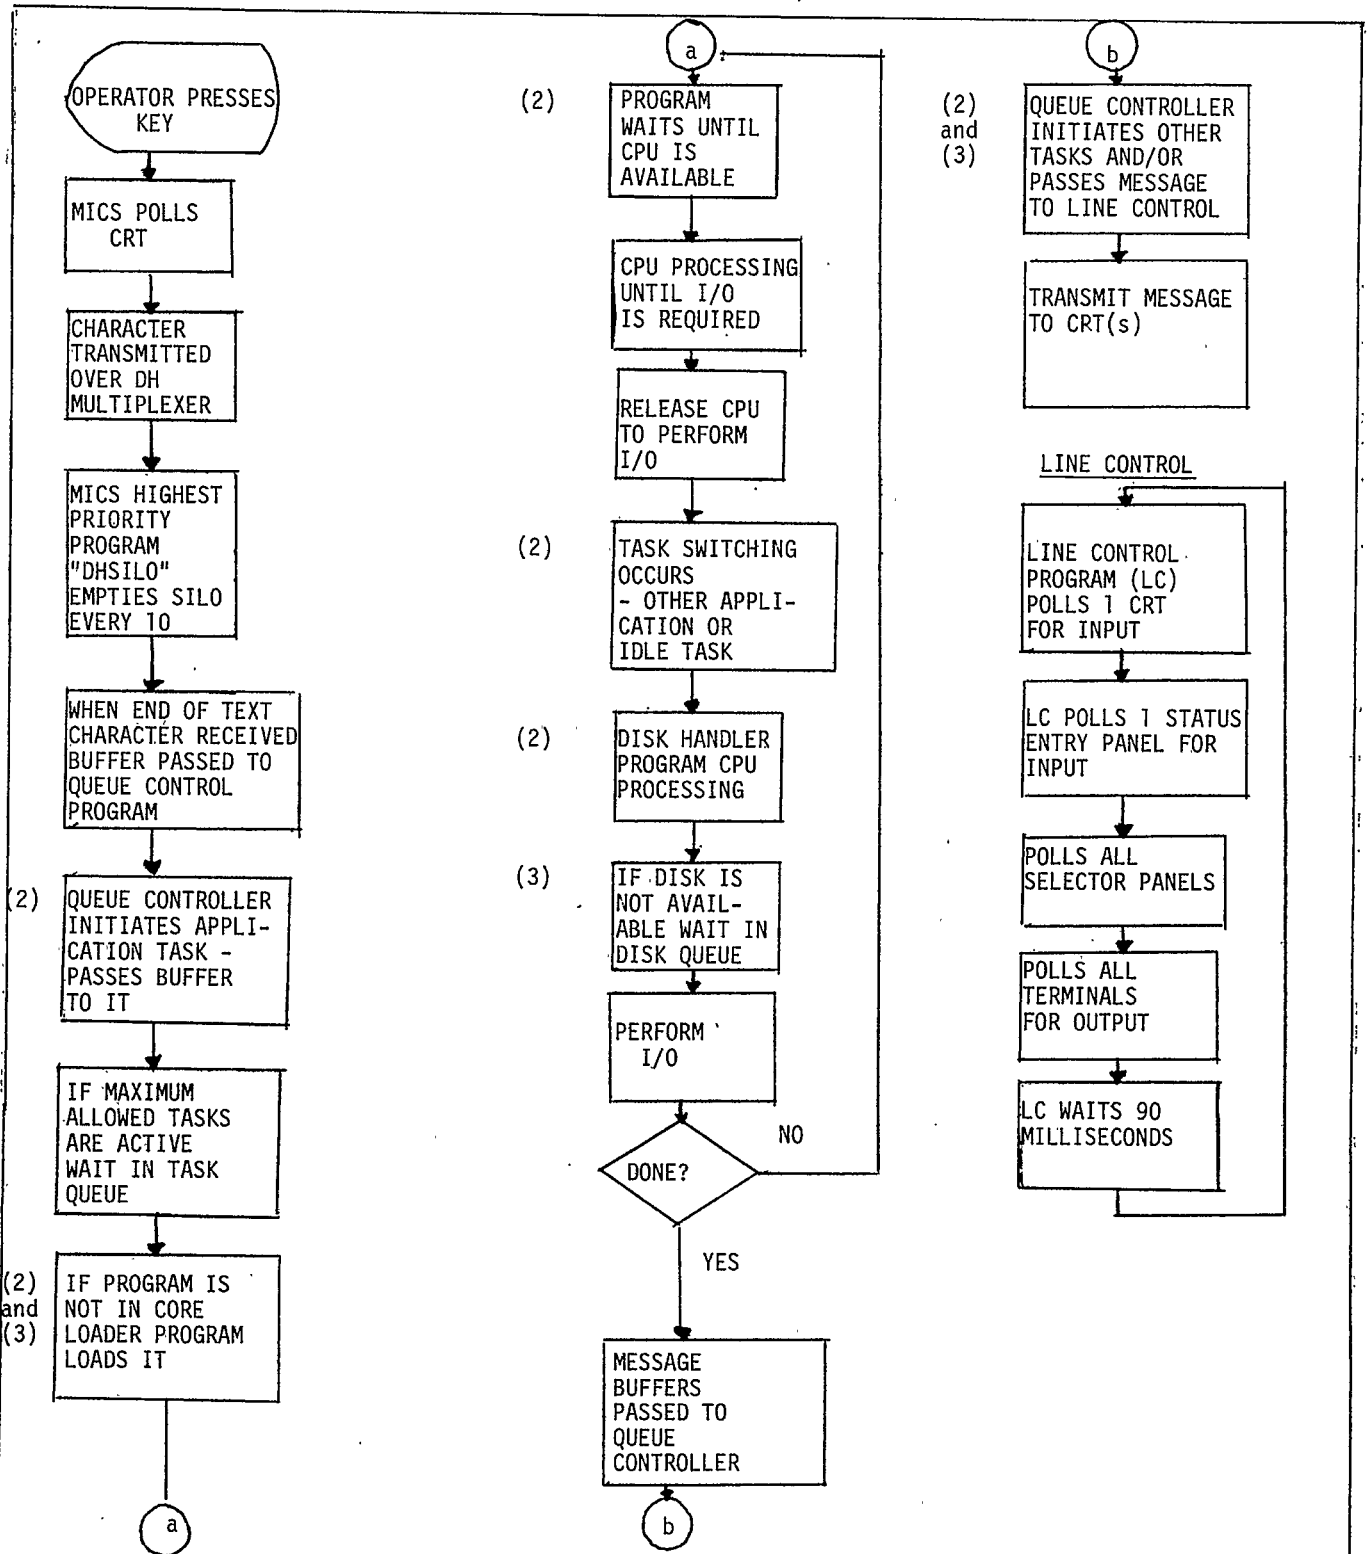 OPERATOR PRESSES
KEY
MICS POLLS
CRT
CHARACTER
TRANSMITTED
OVER DH
MULTIPLEXER
MICS HIGHEST
PRIORITY
PROGRAM
"DHSILO"
EMPTIES SILO
EVERY 10
WHEN END OF TEXT
CHARACTER RECEIVED
BUFFER PASSED TO
QUEUE CONTROL
PROGRAM
(2)
QUEUE CONTROLLER
INITIATES APPLI-
CATION TASK -
PASSES BUFFER
TO IT
IF MAXIMUM
ALLOWED TASKS
ARE ACTIVE
WAIT IN TASK
QUEUE
(2)
and
(3)
IF PROGRAM IS
NOT IN CORE
LOADER PROGRAM
LOADS IT
a
a
(2)
PROGRAM
WAITS UNTIL
CPU IS
AVAILABLE
CPU PROCESSING
UNTIL I/O
IS REQUIRED
RELEASE CPU
TO PERFORM
I/O
(2)
TASK SWITCHING
OCCURS
- OTHER APPLI-
CATION OR
IDLE TASK
(2)
DISK HANDLER
PROGRAM CPU
PROCESSING
(3)
IF DISK IS
NOT AVAIL-
ABLE WAIT IN
DISK QUEUE
PERFORM
I/O
DONE?
NO
YES
MESSAGE
BUFFERS
PASSED TO
QUEUE
CONTROLLER
b
b
(2)
and
(3)
QUEUE CONTROLLER
INITIATES OTHER
TASKS AND/OR
PASSES MESSAGE
TO LINE CONTROL
TRANSMIT MESSAGE
TO CRT(s)
LINE CONTROL
LINE CONTROL
PROGRAM (LC)
POLLS 1 CRT
FOR INPUT
LC POLLS 1 STATUS
ENTRY PANEL FOR
INPUT
POLLS ALL
SELECTOR PANELS
POLLS ALL
TERMINALS
FOR OUTPUT
LC WAITS 90
MILLISECONDS